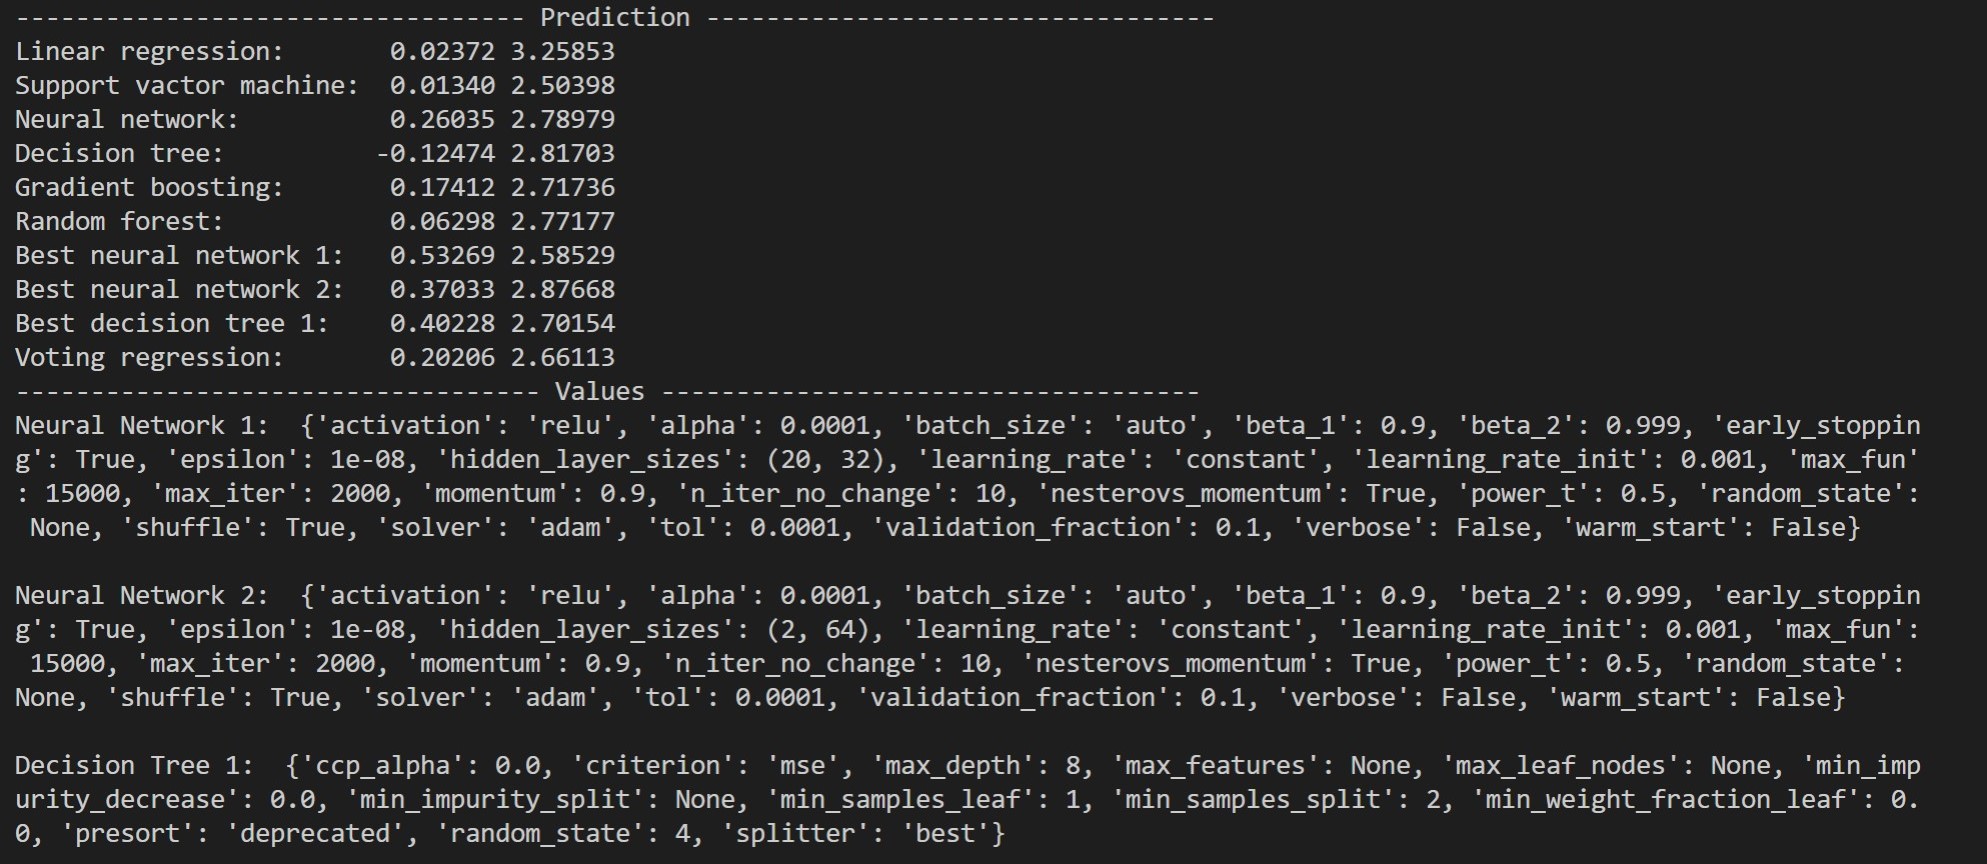 ---------------------------------- Prediction ----------------------------------
Linear regression:       0.02372 3.25853
Support vactor machine:  0.01340 2.50398
Neural network:          0.26035 2.78979
Decision tree:          -0.12474 2.81703
Gradient boosting:       0.17412 2.71736
Random forest:           0.06298 2.77177
Best neural network 1:   0.53269 2.58529
Best neural network 2:   0.37033 2.87668
Best decision tree 1:    0.40228 2.70154
Voting regression:       0.20206 2.66113
----------------------------------- Values ------------------------------------
Neural Network 1:  {'activation': 'relu', 'alpha': 0.0001, 'batch_size': 'auto', 'beta_1': 0.9, 'beta_2': 0.999, 'early_stoppin
g': True, 'epsilon': 1e-08, 'hidden_layer_sizes': (20, 32), 'learning_rate': 'constant', 'learning_rate_init': 0.001, 'max_fun'
: 15000, 'max_iter': 2000, 'momentum': 0.9, 'n_iter_no_change': 10, 'nesterovs_momentum': True, 'power_t': 0.5, 'random_state':
 None, 'shuffle': True, 'solver': 'adam', 'tol': 0.0001, 'validation_fraction': 0.1, 'verbose': False, 'warm_start': False}

Neural Network 2:  {'activation': 'relu', 'alpha': 0.0001, 'batch_size': 'auto', 'beta_1': 0.9, 'beta_2': 0.999, 'early_stoppin
g': True, 'epsilon': 1e-08, 'hidden_layer_sizes': (2, 64), 'learning_rate': 'constant', 'learning_rate_init': 0.001, 'max_fun':
 15000, 'max_iter': 2000, 'momentum': 0.9, 'n_iter_no_change': 10, 'nesterovs_momentum': True, 'power_t': 0.5, 'random_state':
None, 'shuffle': True, 'solver': 'adam', 'tol': 0.0001, 'validation_fraction': 0.1, 'verbose': False, 'warm_start': False}

Decision Tree 1:  {'ccp_alpha': 0.0, 'criterion': 'mse', 'max_depth': 8, 'max_features': None, 'max_leaf_nodes': None, 'min_imp
urity_decrease': 0.0, 'min_impurity_split': None, 'min_samples_leaf': 1, 'min_samples_split': 2, 'min_weight_fraction_leaf': 0.
0, 'presort': 'deprecated', 'random_state': 4, 'splitter': 'best'}